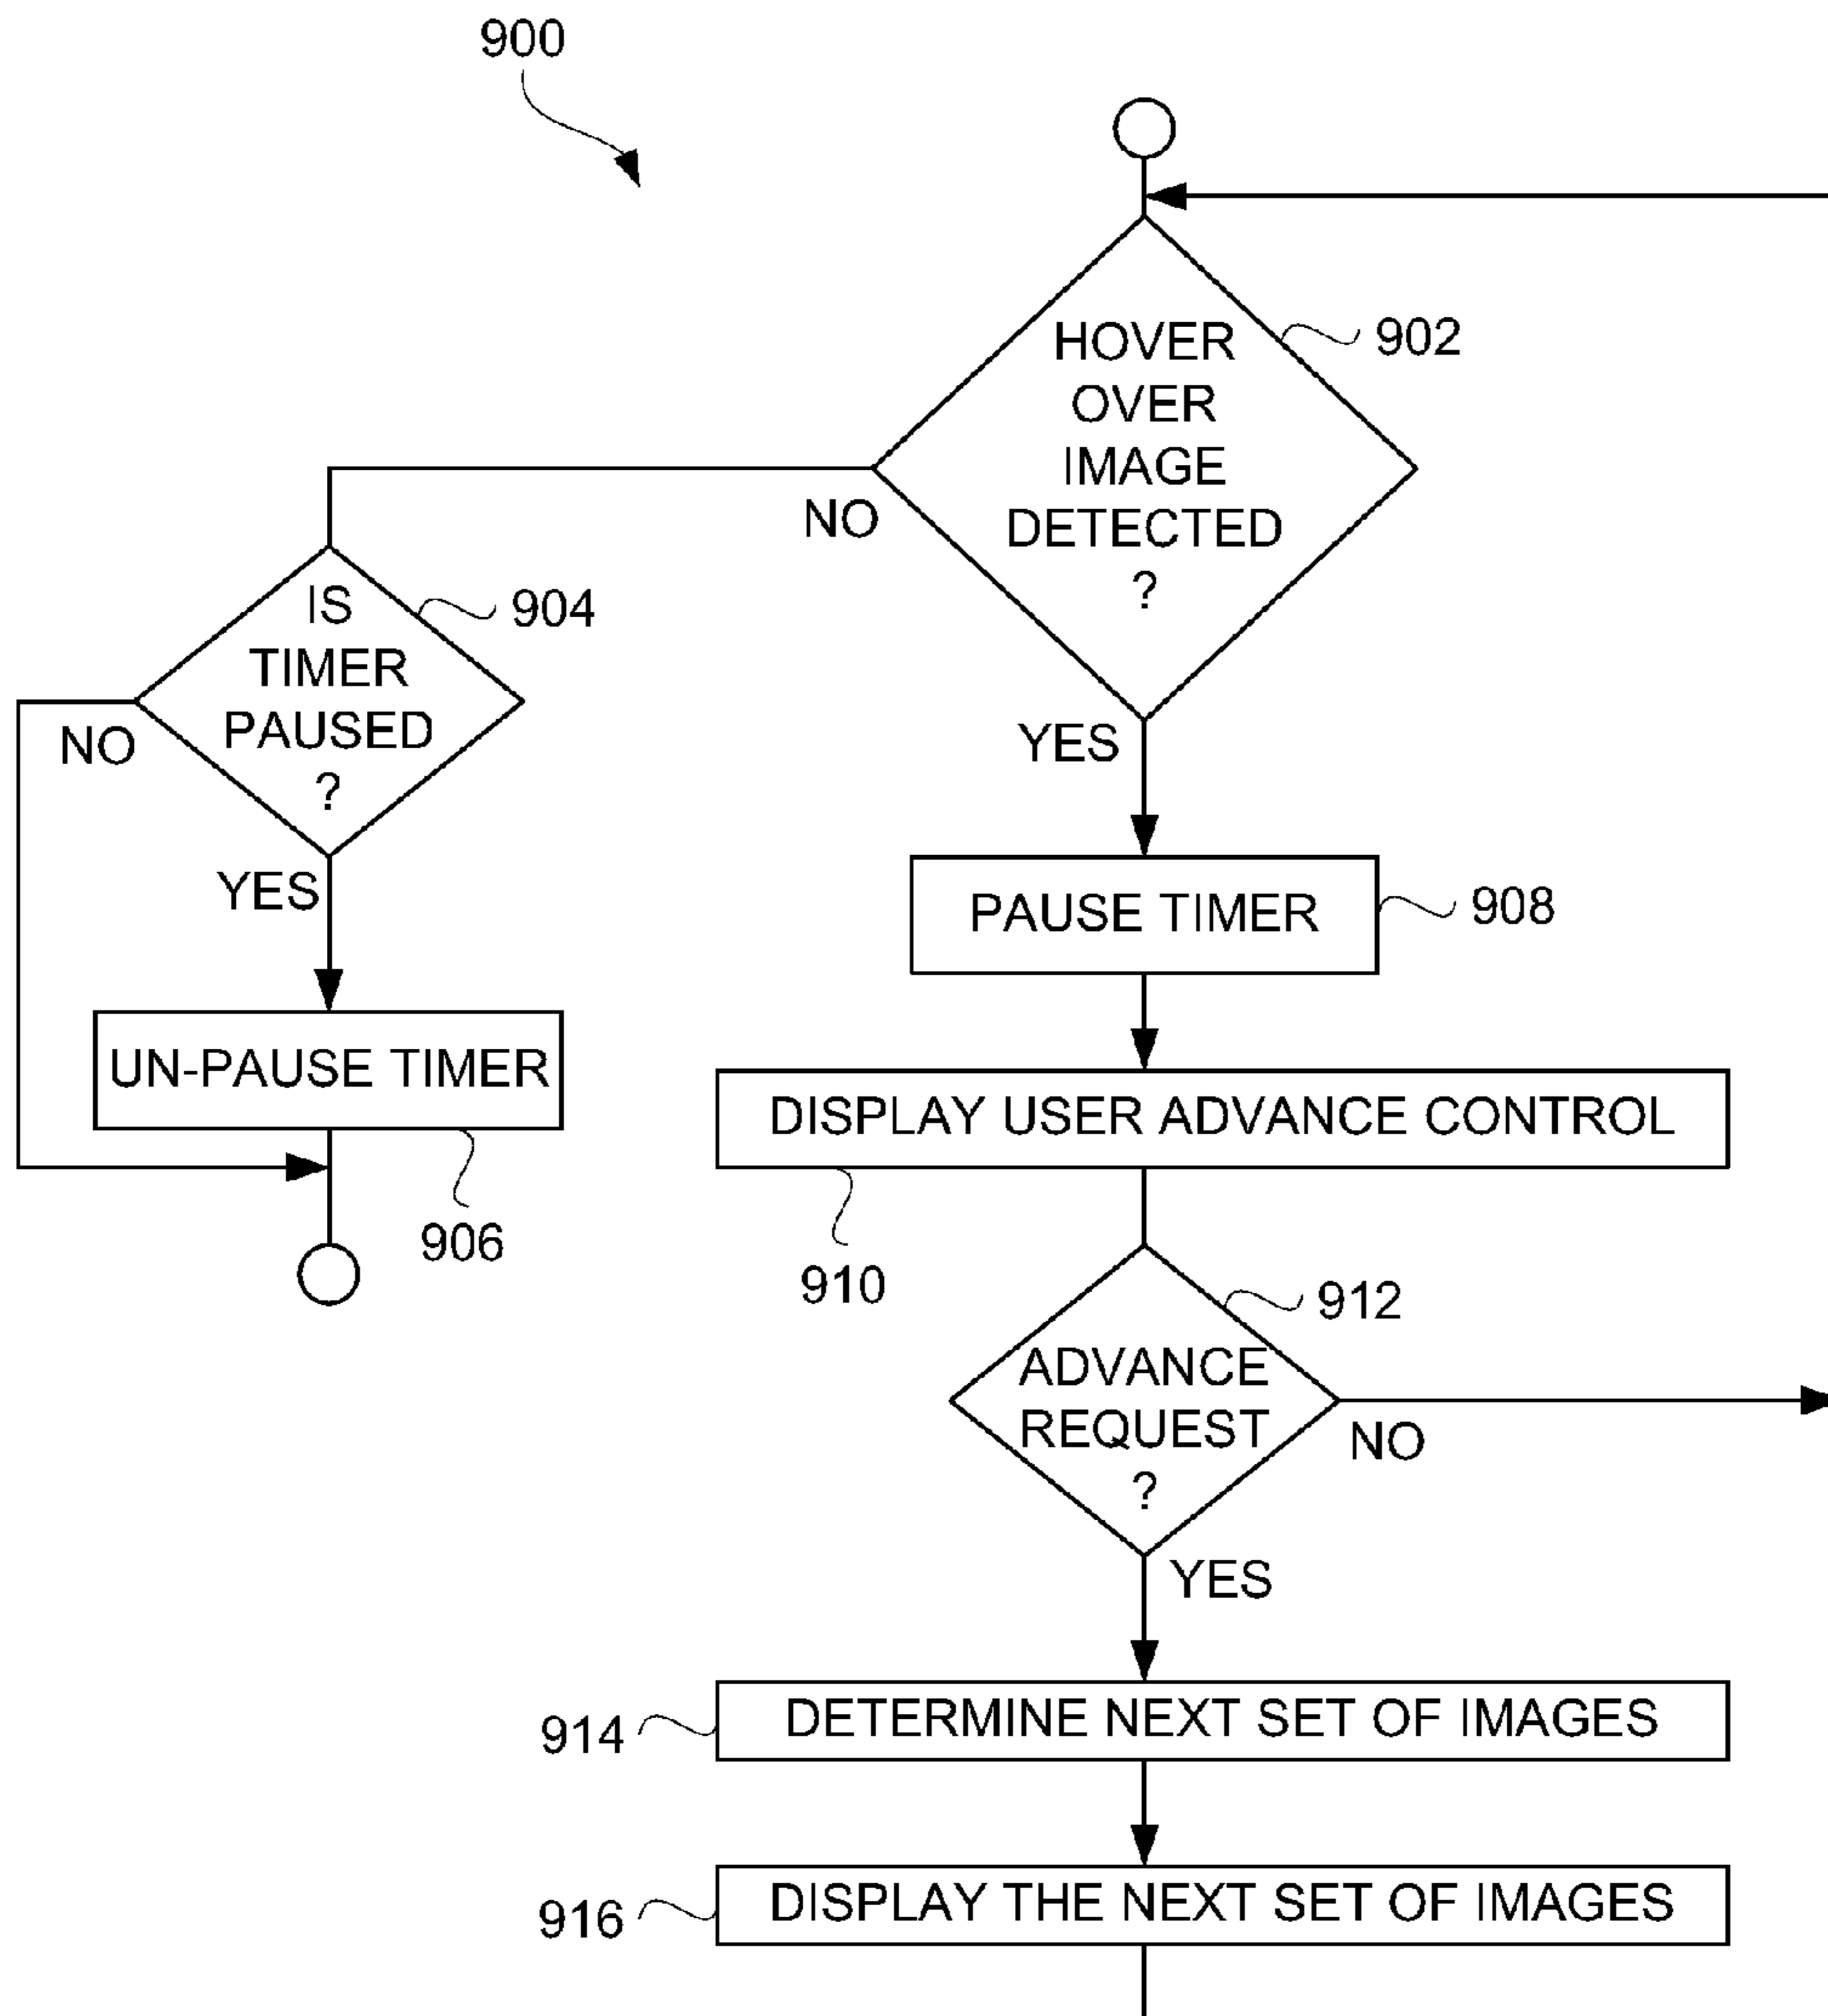 900
HOVER
OVER
IMAGE
DETECTED
?
902
NO
YES
IS
TIMER
PAUSED
?
904
NO
YES
UN-PAUSE TIMER
906
PAUSE TIMER
908
DISPLAY USER ADVANCE CONTROL
910
ADVANCE
REQUEST
?
912
NO
YES
DETERMINE NEXT SET OF IMAGES
914
DISPLAY THE NEXT SET OF IMAGES
916